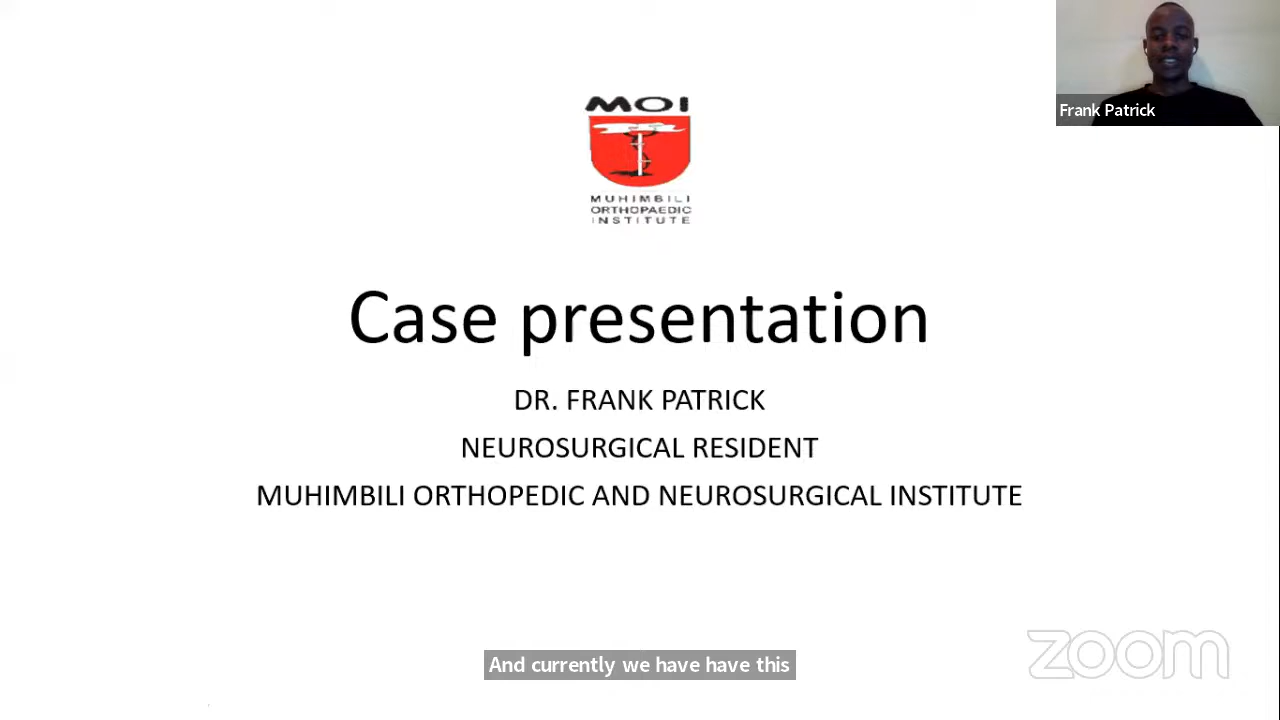 MOI
MUHIMBILI
ORTHOPAEDIC
INSTITUTE
Frank Patrick
Case presentation
DR. FRANK PATRICK
NEUROSURGICAL RESIDENT
MUHIMBILI ORTHOPEDIC AND NEUROSURGICAL INSTITUTE
And currently we have have this
zoom